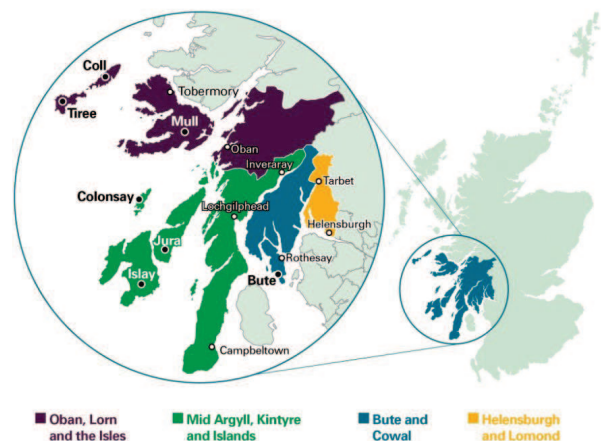 Coll
Tobermory
Tiree
Mull
Oban
Inveraray
Tarbet
Colonsay
Lochgilphead
Helensburgh
Jura
Rothesay
Islay
Bute
Campbeltown
Oban, Lorn
and the Isles
Mid Argyll, Kintyre
and Islands
Bute and
Cowal
Helensburgh
and Lomond